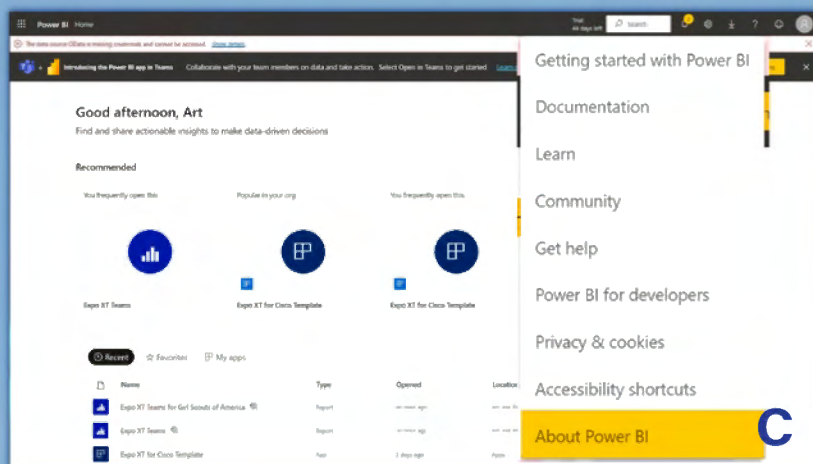 Power BI Home
Trial
44 days left
Search
The data source OData is missing credentials and cannot be accessed. Show details
Introducing the Power BI app in Teams Collaborate with your team members on data and take action. Select Open in Teams to get started
Good afternoon, Art
Find and share actionable insights to make data-driven decisions
Recommended
You frequently open this Popular in your org You frequently open this
Expo XT Teams Expo XT for Cisco Template Expo XT for Cisco Template
Recent Favorites My apps
Name Type Opened Location
Expo XT Teams for Girl Scouts of America Report
Expo XT Teams Report
Expo XT for Cisco Template App 2 days ago Apps
Getting started with Power BI
Documentation
Learn
Community
Get help
Power BI for developers
Privacy & cookies
Accessibility shortcuts
About Power BI
C